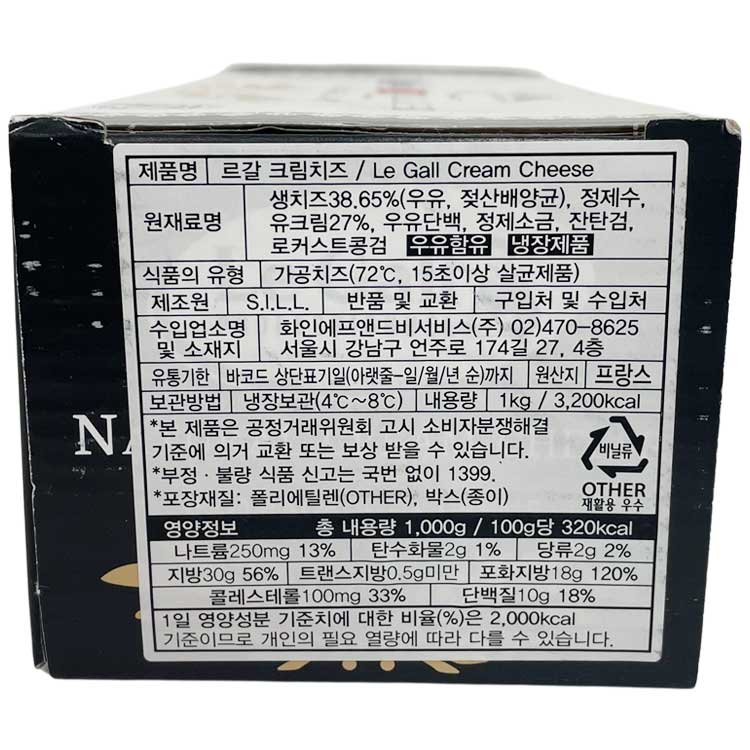 제품명 르갈 크림치즈 / Le Gall Cream Cheese
원재료명 생치즈38.65%(우유, 젖산배양균), 정제수,
유크림27%, 우유단백, 정제소금, 잔탄검,
로커스트콩검 우유함유 냉장제품
식품의 유형 가공치즈(72℃, 15초이상 살균제품)
제조원 S.I.L.L. 반품 및 교환 구입처 및 수입처
수입업소명 및 소재지 화인에프앤드비서비스(주) 02)470-8625
서울시 강남구 언주로 174길 27, 4층
유통기한 바코드 상단표기일(아랫줄-일/월/년 순)까지 원산지 프랑스
보관방법 냉장보관(4℃~8℃) 내용량 1kg / 3,200kcal
*본 제품은 공정거래위원회 고시 소비자분쟁해결
기준에 의거 교환 또는 보상 받을 수 있습니다.
*부정·불량 식품 신고는 국번 없이 1399.
*포장재질: 폴리에틸렌(OTHER), 박스(종이)
비닐류
OTHER
재활용 우수
영양정보 총 내용량 1,000g / 100g당 320kcal
나트륨250mg 13% 탄수화물2g 1% 당류2g 2%
지방30g 56% 트랜스지방0.5g미만 포화지방18g 120%
콜레스테롤100mg 33% 단백질10g 18%
1일 영양성분 기준치에 대한 비율(%)은 2,000kcal
기준이므로 개인의 필요 열량에 따라 다를 수 있습니다.